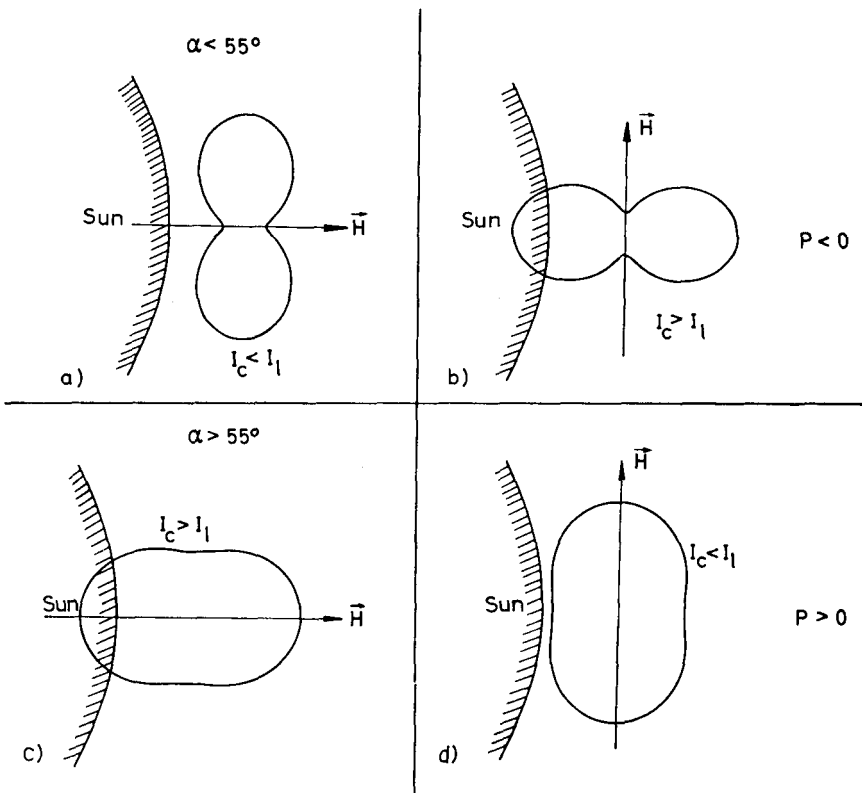 α < 55°
Sun
H⃗
I_c < I_l
a)
H⃗
Sun
P < 0
I_c > I_l
b)
α > 55°
I_c > I_l
Sun
H⃗
c)
H⃗
I_c < I_l
Sun
P > 0
d)